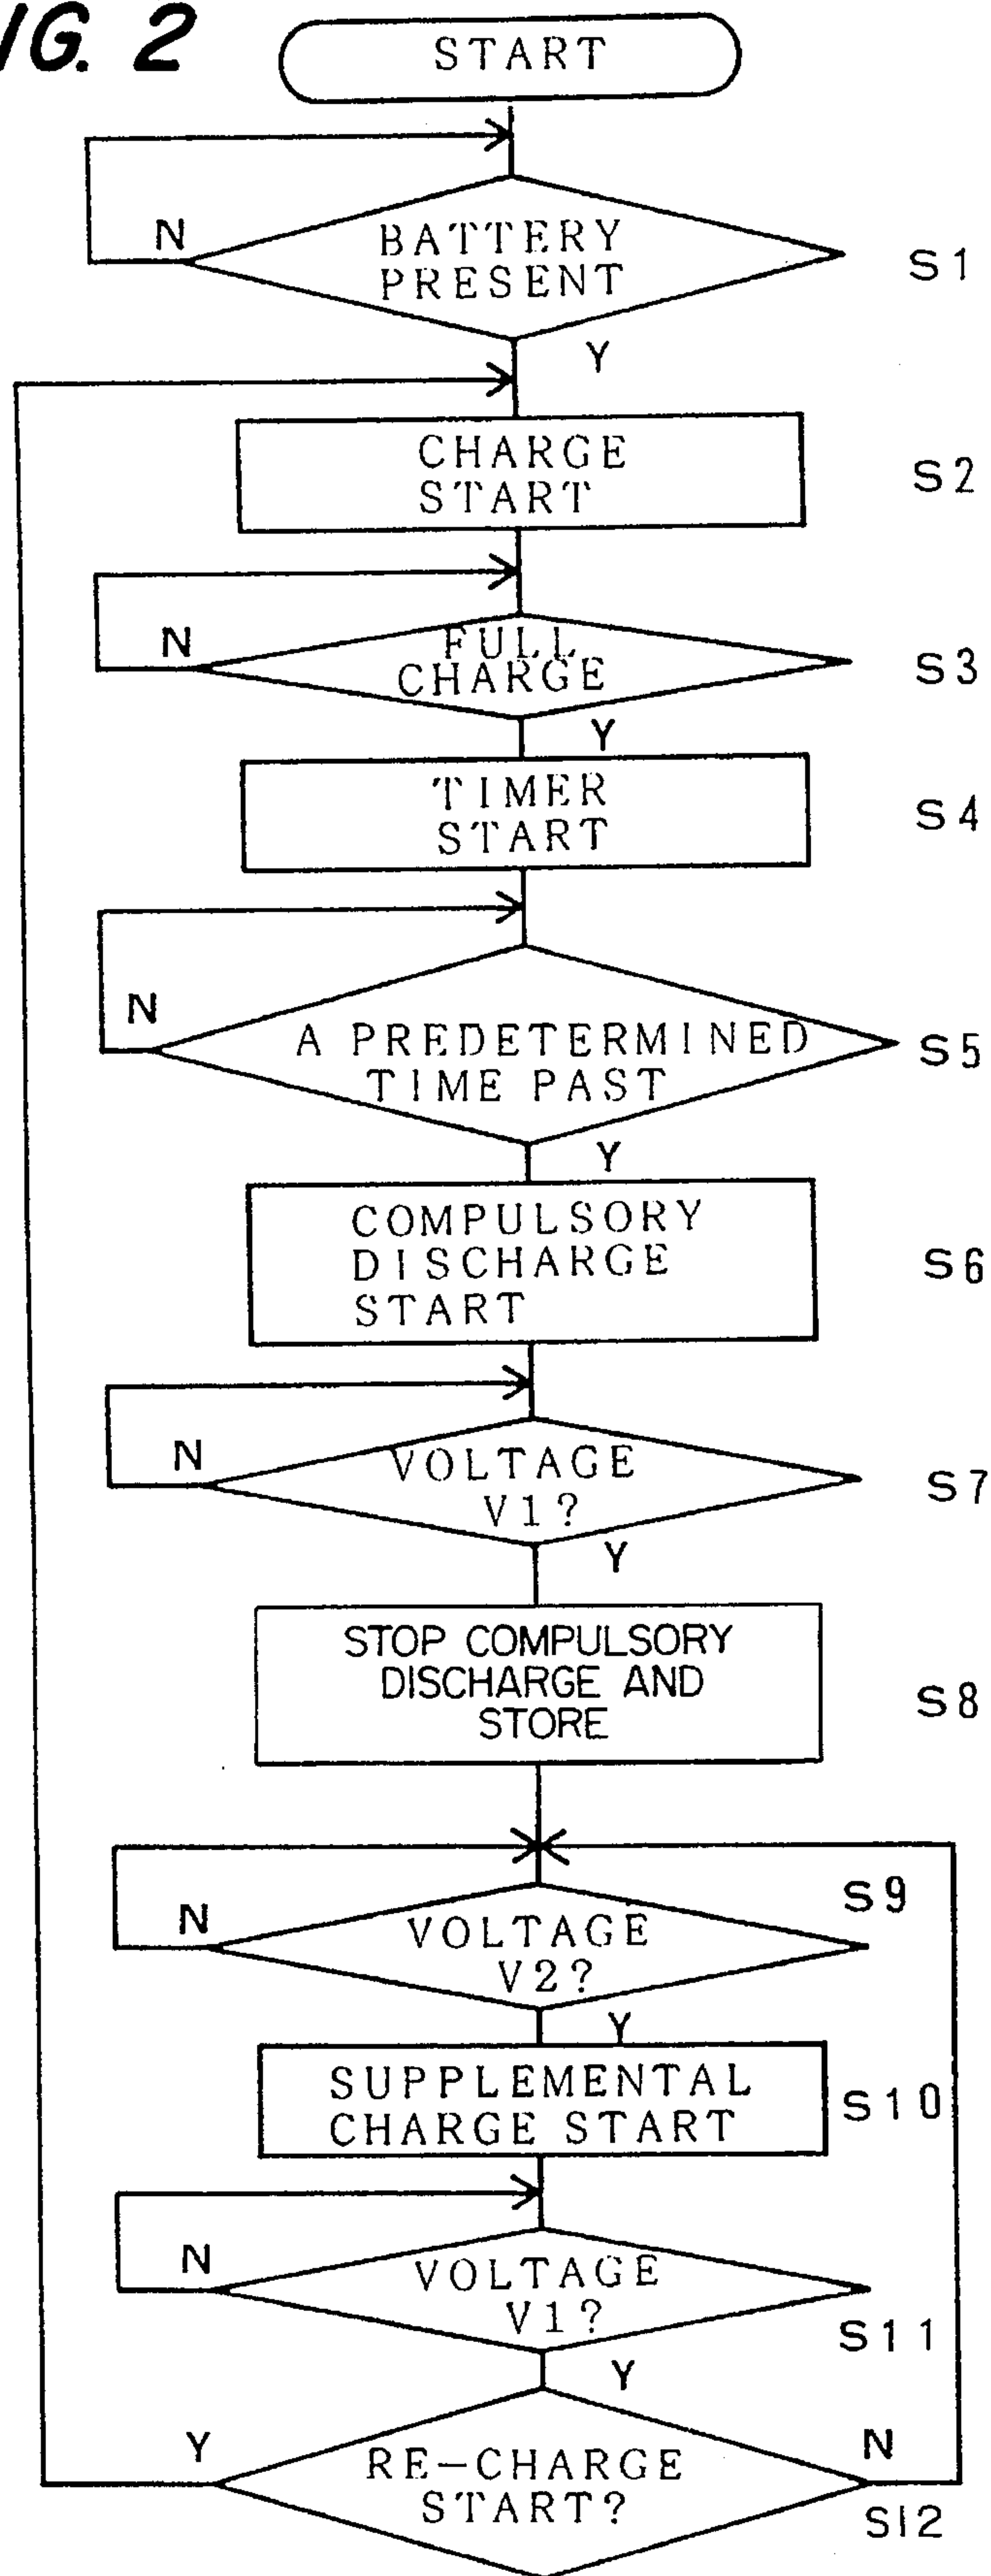 IG. 2
START
N
BATTERY
PRESENT
S1
Y
CHARGE
START
S2
N
FULL
CHARGE
S3
Y
TIMER
START
S4
N
A PREDETERMINED
TIME PAST
S5
Y
COMPULSORY
DISCHARGE
START
S6
N
VOLTAGE
V1?
S7
Y
STOP COMPULSORY
DISCHARGE AND
STORE
S8
S9
N
VOLTAGE
V2?
Y
SUPPLEMENTAL
CHARGE START
S10
N
VOLTAGE
V1?
S11
Y
Y
N
RE-CHARGE
START?
S12